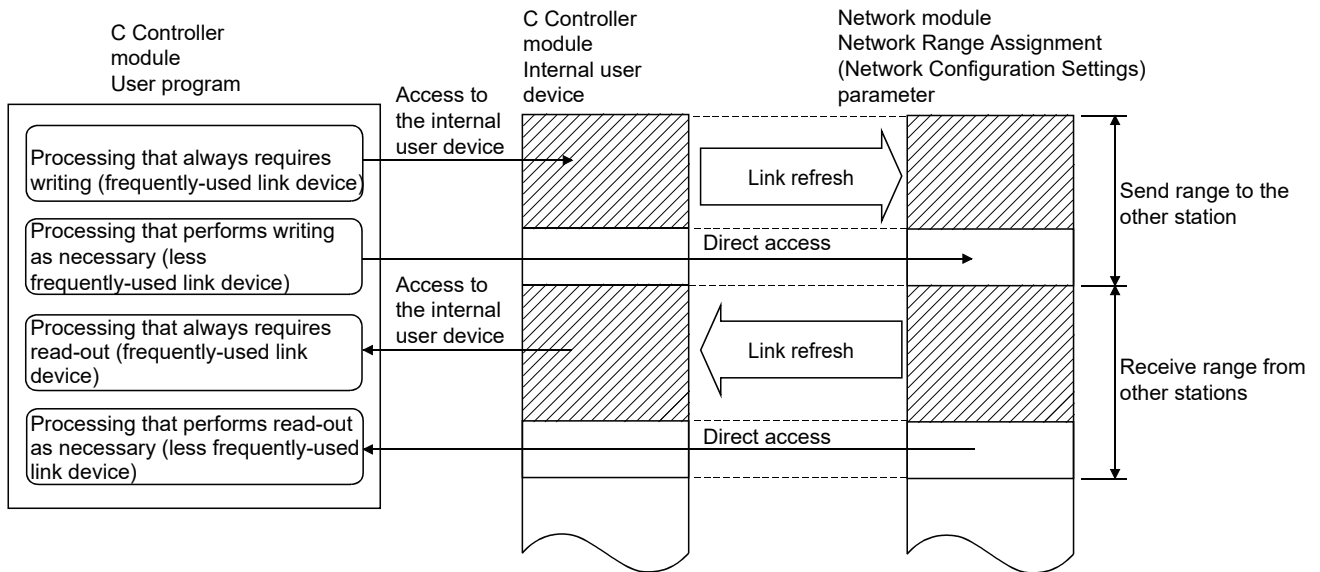 C Controller
module
User program
C Controller
module
Internal user
device
Network module
Network Range Assignment
(Network Configuration Settings)
parameter
Access to
the internal
user device
Processing that always requires
writing (frequently-used link device)
Link refresh
Send range to the
other station
Processing that performs writing
as necessary (less
frequently-used link device)
Direct access
Access to
the internal
user device
Processing that always requires
read-out (frequently-used link
device)
Link refresh
Receive range from
other stations
Processing that performs read-out
as necessary (less frequently-used
link device)
Direct access